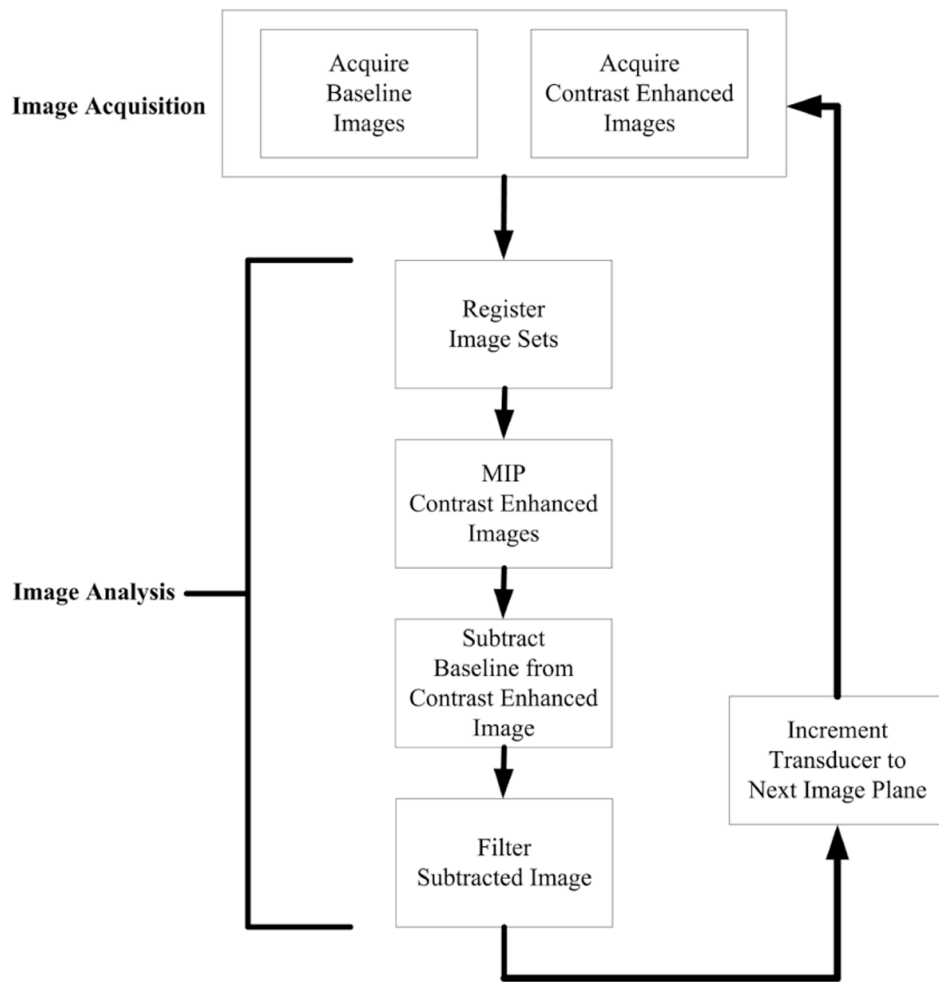 Image Acquisition
Acquire
Baseline
Images
Acquire
Contrast Enhanced
Images
Register
Image Sets
MIP
Contrast Enhanced
Images
Image Analysis
Subtract
Baseline from
Contrast Enhanced
Image
Filter
Subtracted Image
Increment
Transducer to
Next Image Plane